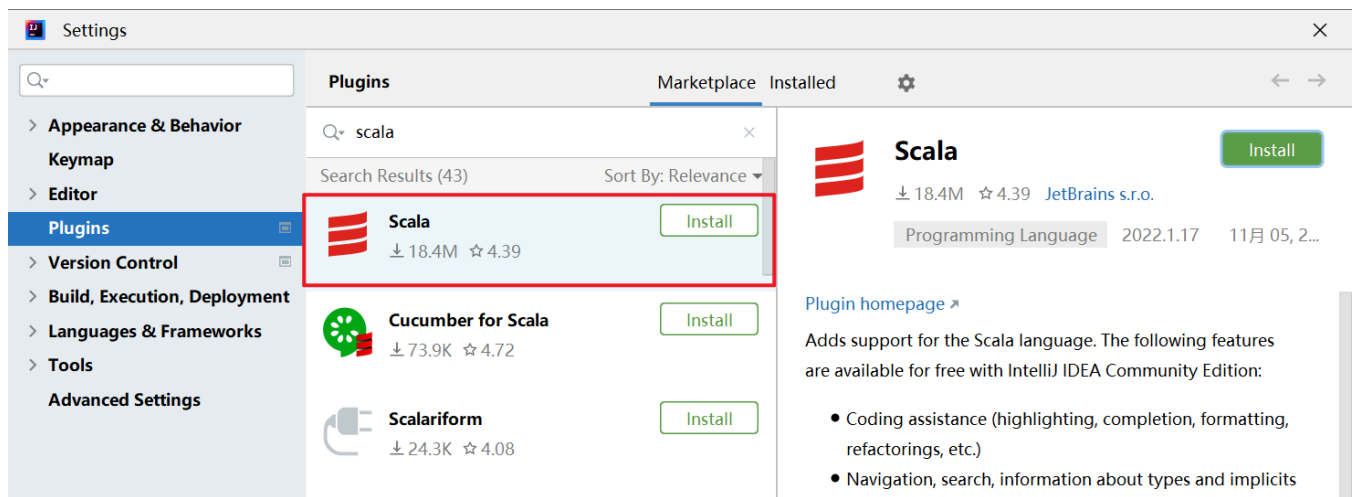 Settings
Plugins
Marketplace Installed
Appearance & Behavior
Keymap
Editor
Plugins
Version Control
Build, Execution, Deployment
Languages & Frameworks
Tools
Advanced Settings
scala
Search Results (43) Sort By: Relevance
Scala Install
18.4M 4.39
Cucumber for Scala Install
73.9K 4.72
Scalariform Install
24.3K 4.08
Scala Install
18.4M 4.39 JetBrains s.r.o.
Programming Language 2022.1.17 11月 05, 2...
Plugin homepage
Adds support for the Scala language. The following features
are available for free with IntelliJ IDEA Community Edition:
Coding assistance (highlighting, completion, formatting,
refactorings, etc.)
Navigation, search, information about types and implicits